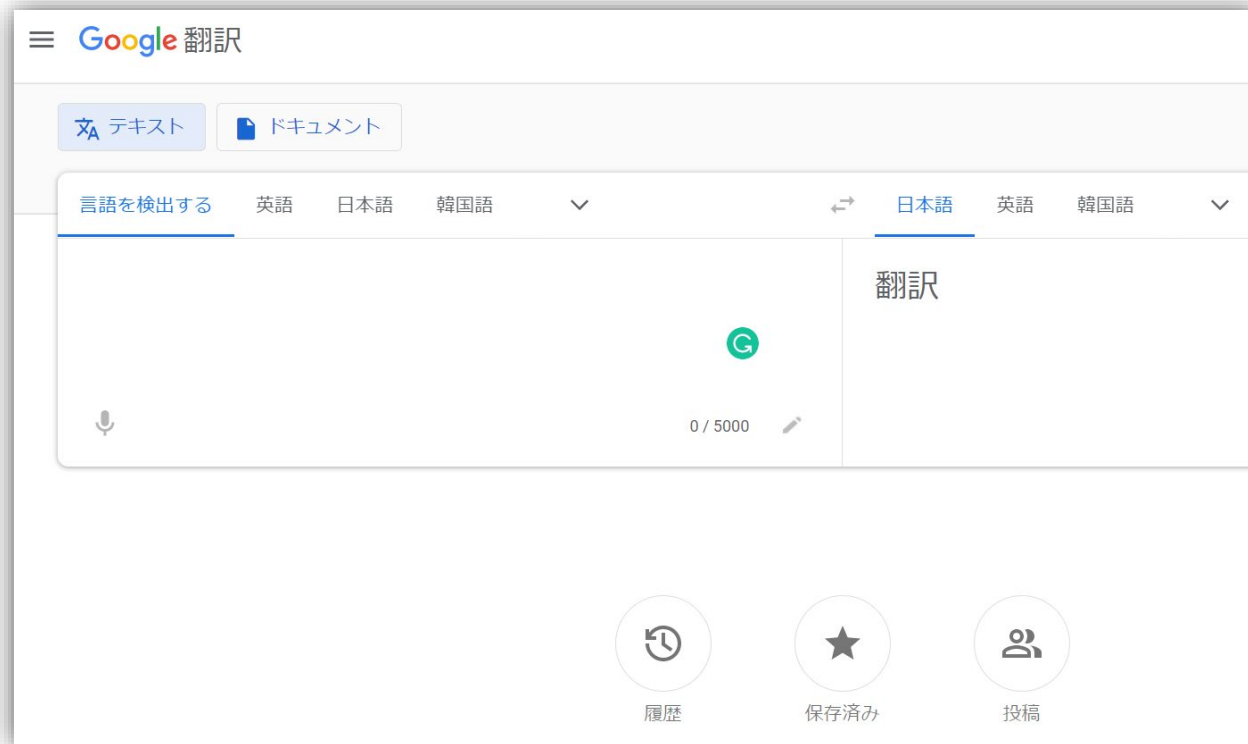 Google 翻訳
テキスト ドキュメント
言語を検出する 英語 日本語 韓国語 日本語 英語 韓国語
翻訳
0 / 5000
履歴 保存済み 投稿